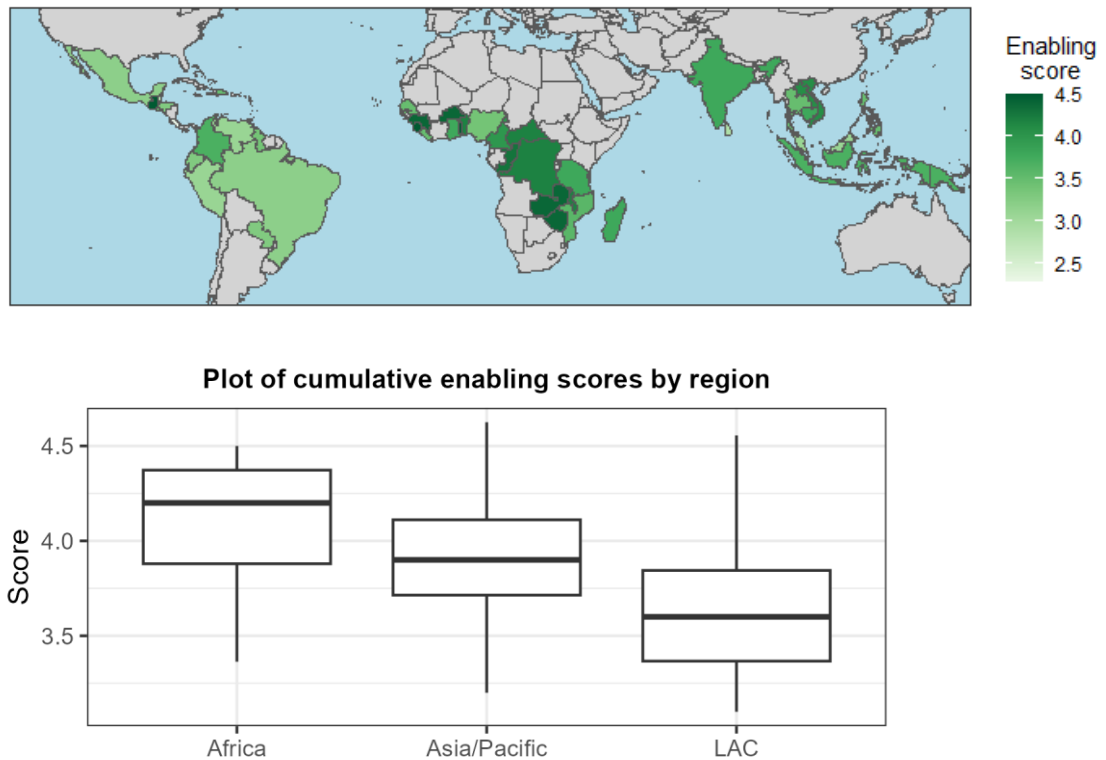 Enabling
score
4.5
4.0
3.5
3.0
2.5
Plot of cumulative enabling scores by region
Score
4.5
4.0
3.5
Africa
Asia/Pacific
LAC